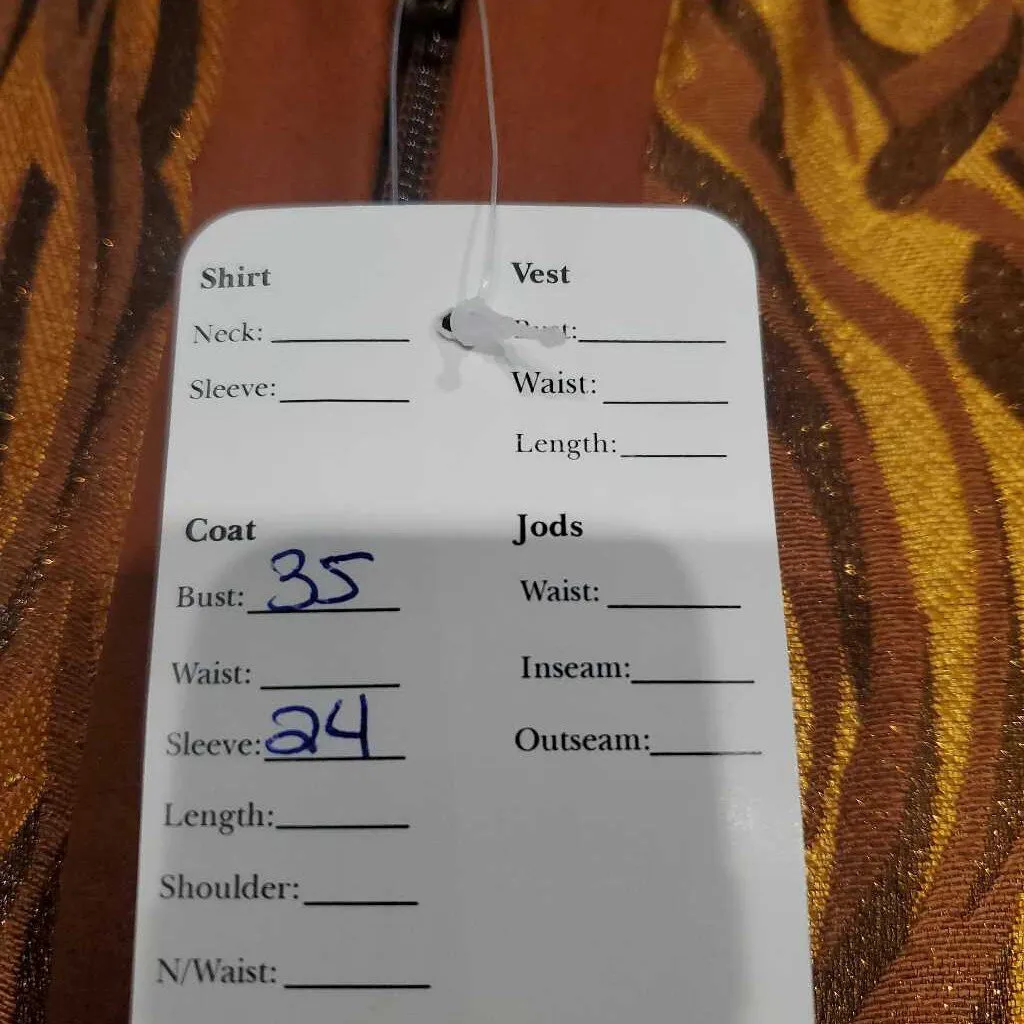 Shirt
Neck:
Sleeve:
Vest
Bust:
Waist:
Length:
Coat
Bust: 35
Waist:
Sleeve: 24
Length:
Shoulder:
N/Waist:
Jods
Waist:
Inseam:
Outseam: